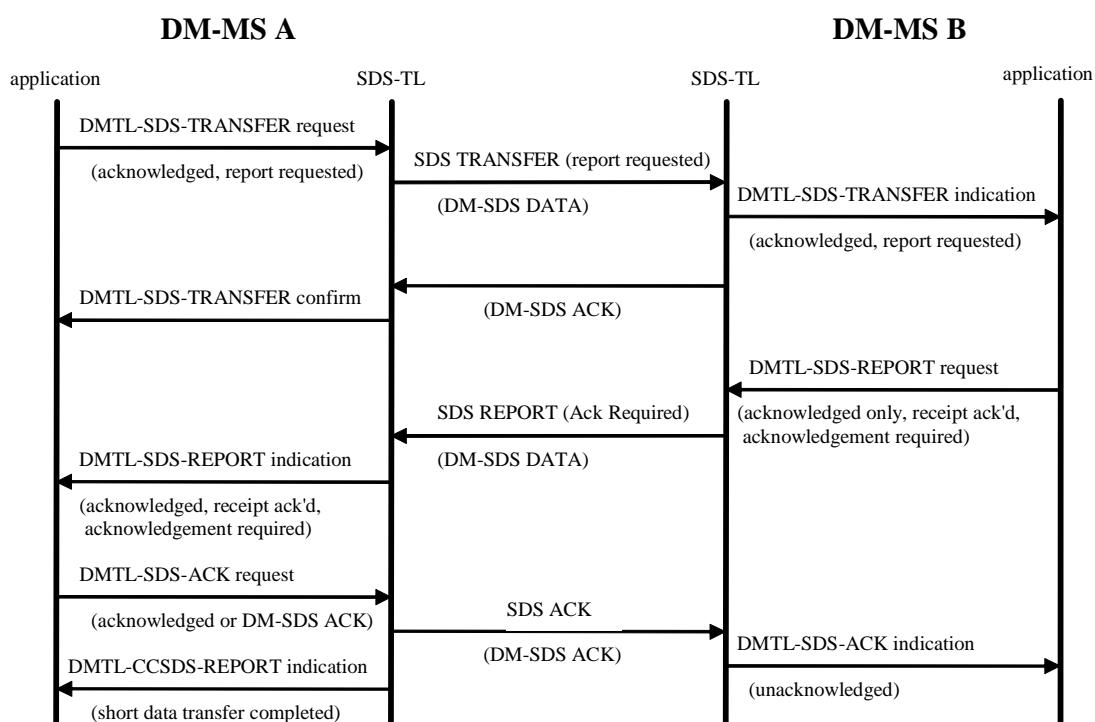 DM-MS A
DM-MS B
application
SDS-TL
SDS-TL
application
DMTL-SDS-TRANSFER request
(acknowledged, report requested)
SDS TRANSFER (report requested)
(DM-SDS DATA)
DMTL-SDS-TRANSFER indication
(acknowledged, report requested)
DMTL-SDS-TRANSFER confirm
(DM-SDS ACK)
DMTL-SDS-REPORT request
(acknowledged only, receipt ack'd,
acknowledgement required)
SDS REPORT (Ack Required)
(DM-SDS DATA)
DMTL-SDS-REPORT indication
(acknowledged, receipt ack'd,
acknowledgement required)
DMTL-SDS-ACK request
(acknowledged or DM-SDS ACK)
SDS ACK
(DM-SDS ACK)
DMTL-SDS-ACK indication
(unacknowledged)
DMTL-CCSDS-REPORT indication
(short data transfer completed)